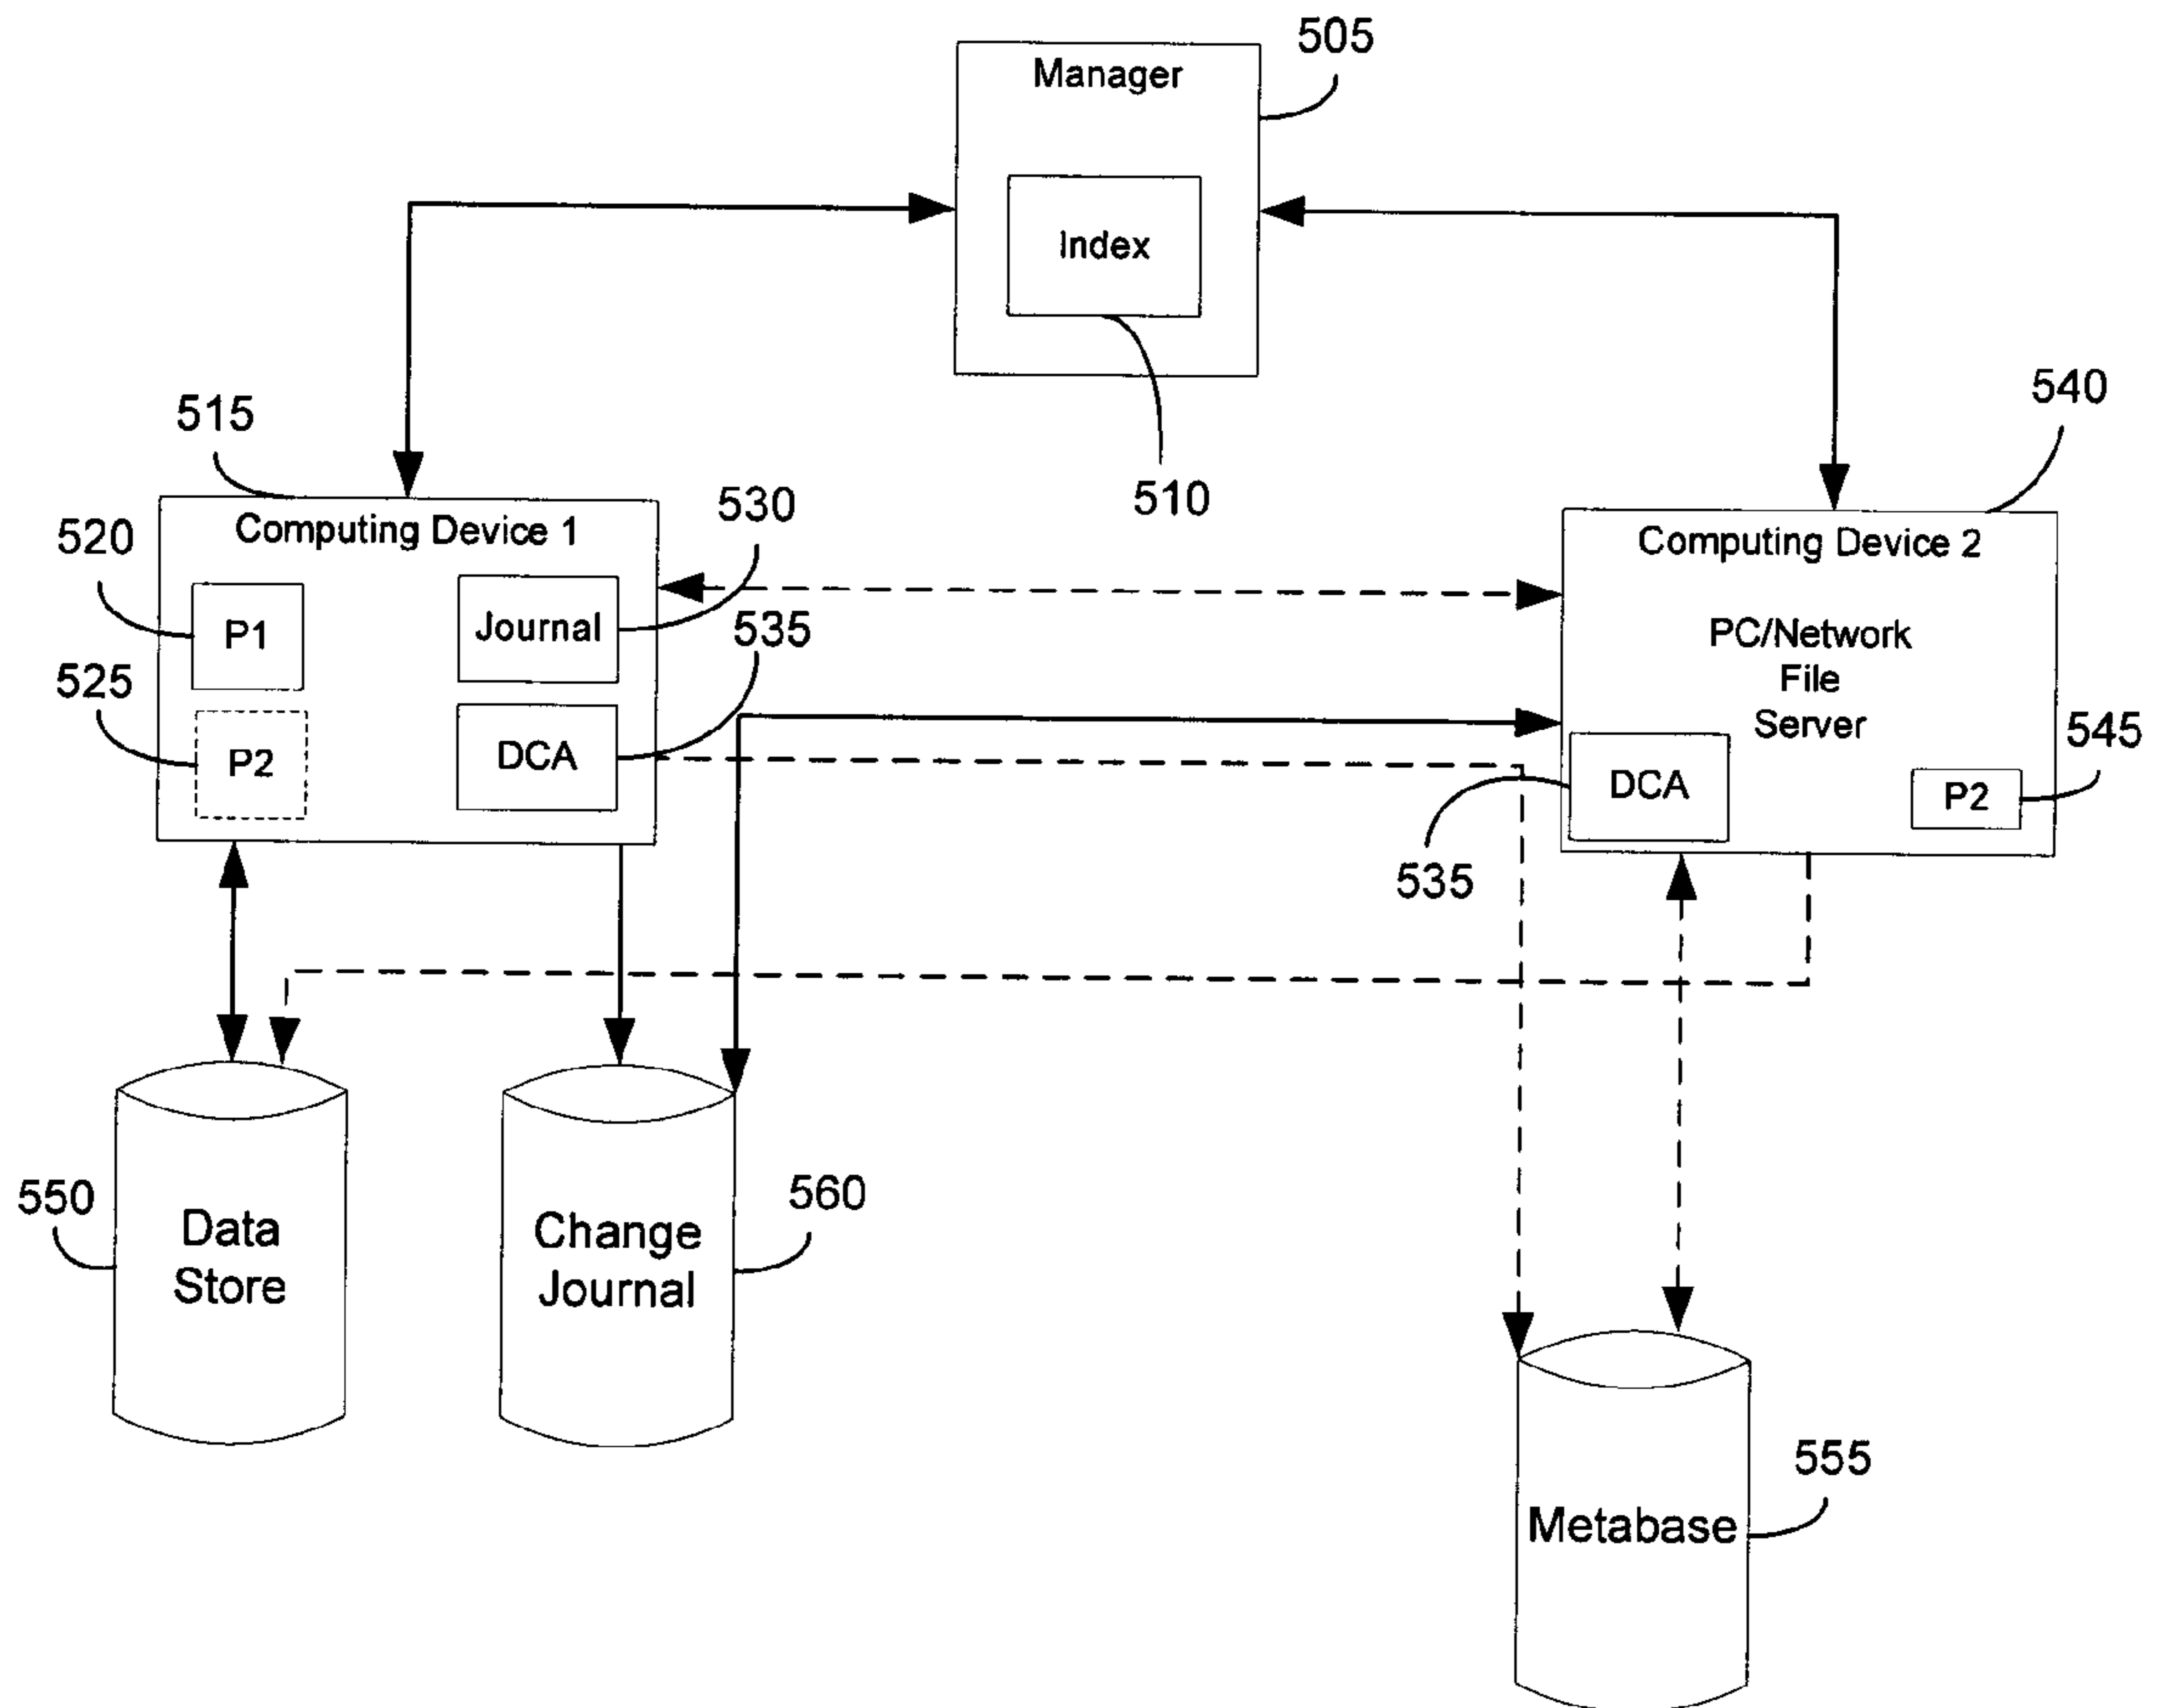 505
Manager
Index
510
515
Computing Device 1
520
P1
530
Journal
525
P2
535
DCA
540
Computing Device 2
PC/Network
File
Server
535
DCA
545
P2
550
Data
Store
560
Change
Journal
555
Metabase